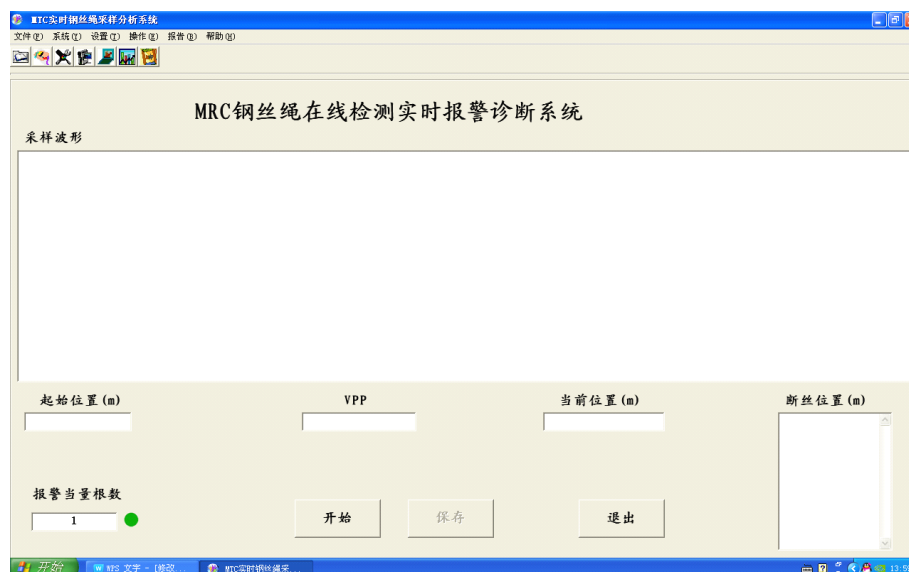 MTC实时钢丝绳采样分析系统
文件(F) 系统(Y) 设置(T) 操作(E) 报告(B) 帮助(H)
MRC钢丝绳在线检测实时报警诊断系统
采样波形
起始位置(m) VPP 当前位置(m) 断丝位置(m)
报警当量根数
1 开始 保存 退出
开始 WPS 文字 - [修改... MTC实时钢丝绳采... 13:5